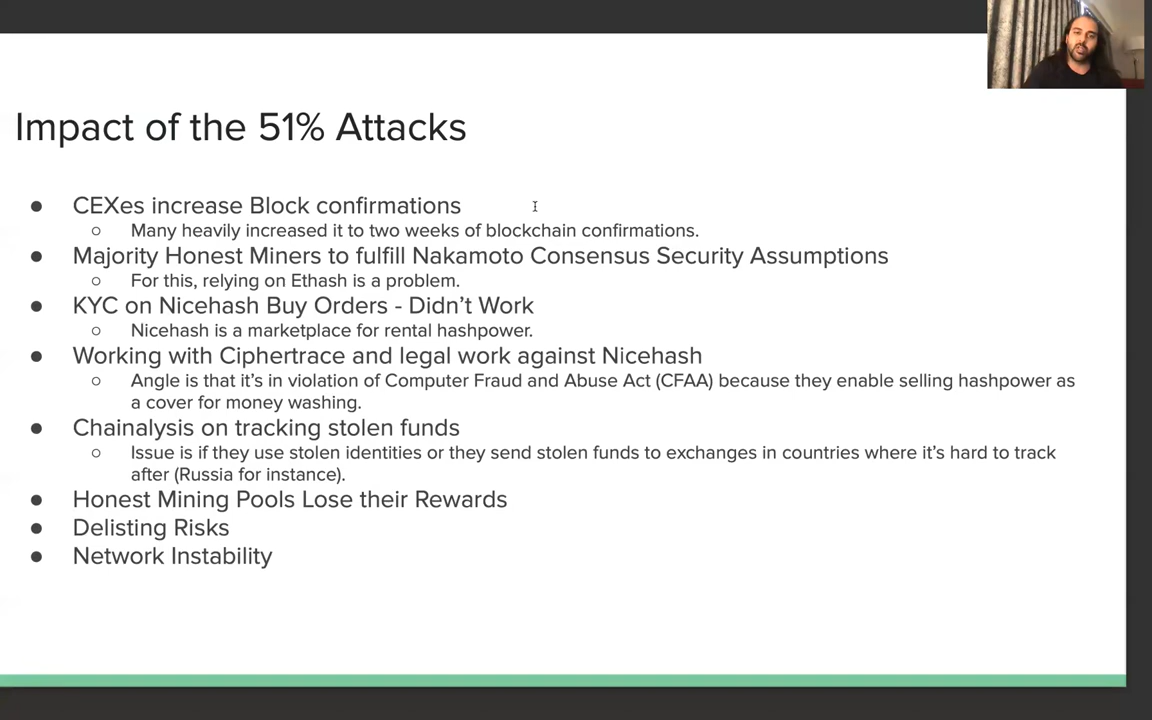 Impact of the 51% Attacks
● CEXes increase Block confirmations
○ Many heavily increased it to two weeks of blockchain confirmations.
● Majority Honest Miners to fulfill Nakamoto Consensus Security Assumptions
○ For this, relying on Ethash is a problem.
● KYC on Nicehash Buy Orders - Didn't Work
○ Nicehash is a marketplace for rental hashpower.
● Working with Ciphertrace and legal work against Nicehash
○ Angle is that it's in violation of Computer Fraud and Abuse Act (CFAA) because they enable selling hashpower as
a cover for money washing.
● Chainalysis on tracking stolen funds
○ Issue is if they use stolen identities or they send stolen funds to exchanges in countries where it's hard to track
after (Russia for instance).
● Honest Mining Pools Lose their Rewards
● Delisting Risks
● Network Instability